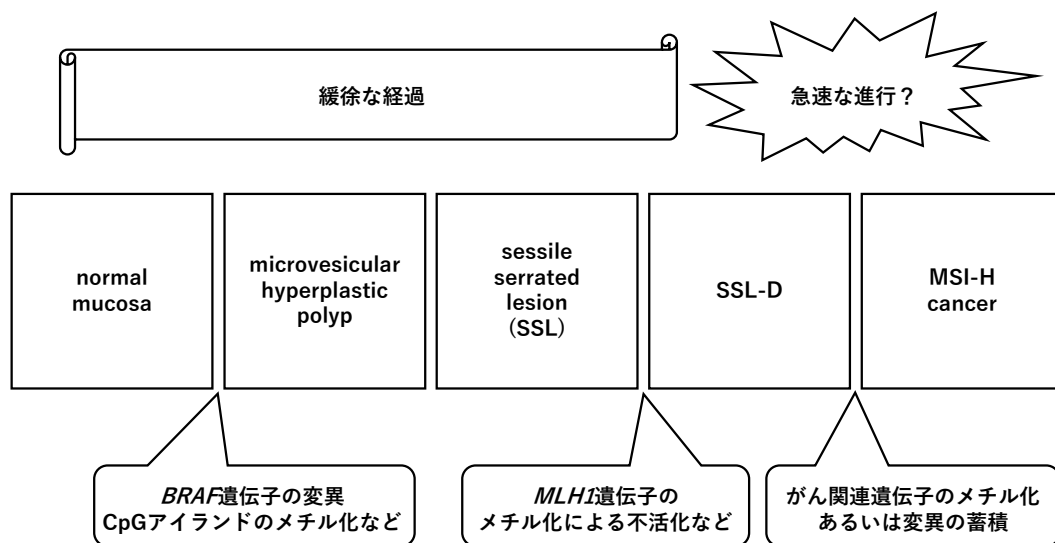 緩徐な経過
急速な進行？
normal
mucosa
microvesicular
hyperplastic
polyp
sessile
serrated
lesion
（SSL）
SSL-D
MSI-H
cancer
BRAF遺伝子の変異
CpGアイランドのメチル化など
MLH1遺伝子の
メチル化による不活化など
がん関連遺伝子のメチル化
あるいは変異の蓄積